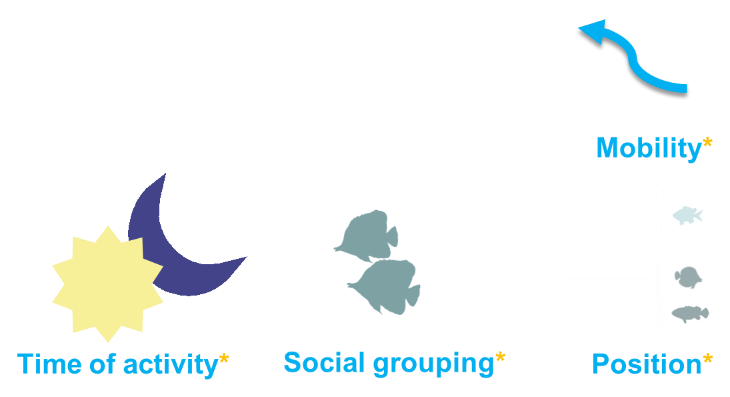 Mobility*
Time of activity*
Social grouping*
Position*